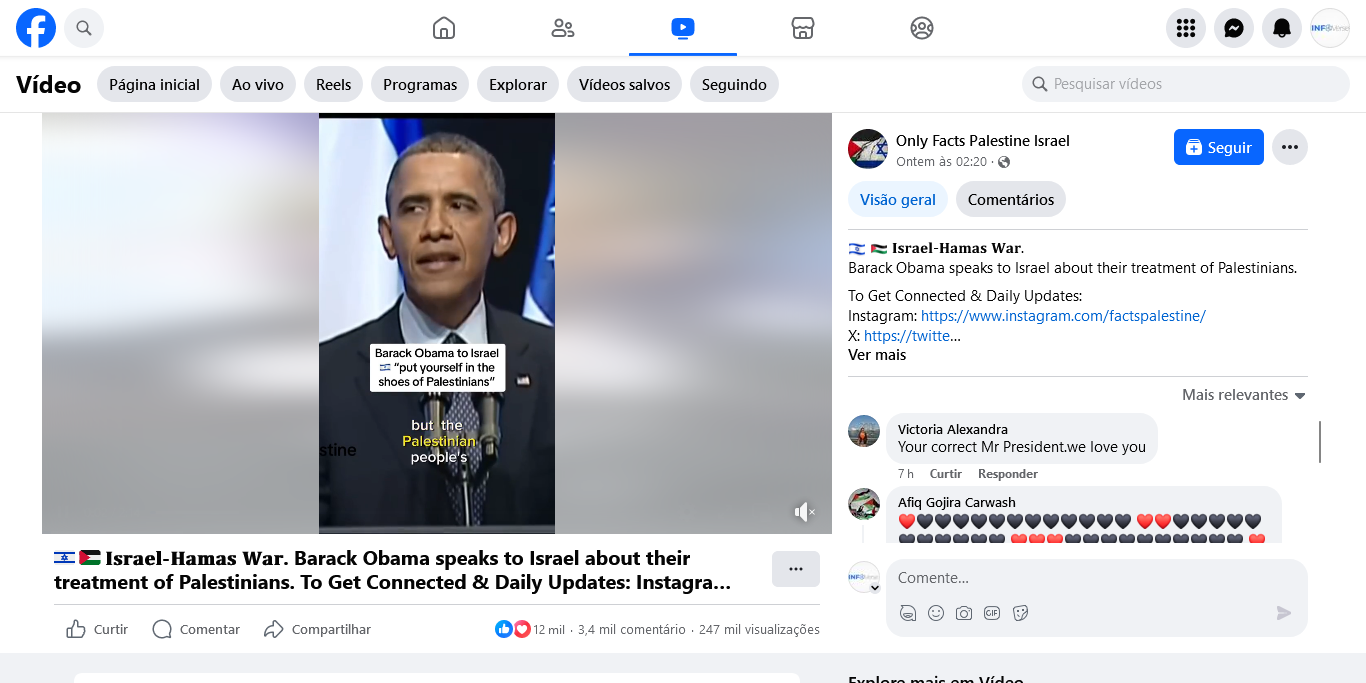 INFOVerse
Vídeo
Página inicial
Ao vivo
Reels
Programas
Explorar
Vídeos salvos
Seguindo
Pesquisar vídeos
Barack Obama to Israel
🇮🇱 “put yourself in the
shoes of Palestinians”
but the
Palestinian
people's
stine
🇮🇱 🇵🇸 Israel-Hamas War. Barack Obama speaks to Israel about their
treatment of Palestinians. To Get Connected & Daily Updates: Instagra...
Curtir
Comentar
Compartilhar
12 mil · 3,4 mil comentário · 247 mil visualizações
Only Facts Palestine Israel
Ontem às 02:20 ·
Seguir
Visão geral
Comentários
🇮🇱 🇵🇸 Israel-Hamas War.
Barack Obama speaks to Israel about their treatment of Palestinians.
To Get Connected & Daily Updates:
Instagram: https://www.instagram.com/factspalestine/
X: https://twitte...
Ver mais
Mais relevantes
Victoria Alexandra
Your correct Mr President.we love you
7 h Curtir Responder
Afiq Gojira Carwash
❤️🖤🖤🖤🖤🖤🖤🖤🖤🖤🖤🖤🖤 ❤️❤️🖤🖤🖤🖤🖤
🖤🖤🖤🖤🖤🖤 ❤️❤️❤️🖤🖤🖤🖤🖤🖤🖤🖤🖤🖤 ❤️
INFOVerse
Comente...
GIF
Explore mais em Vídeo